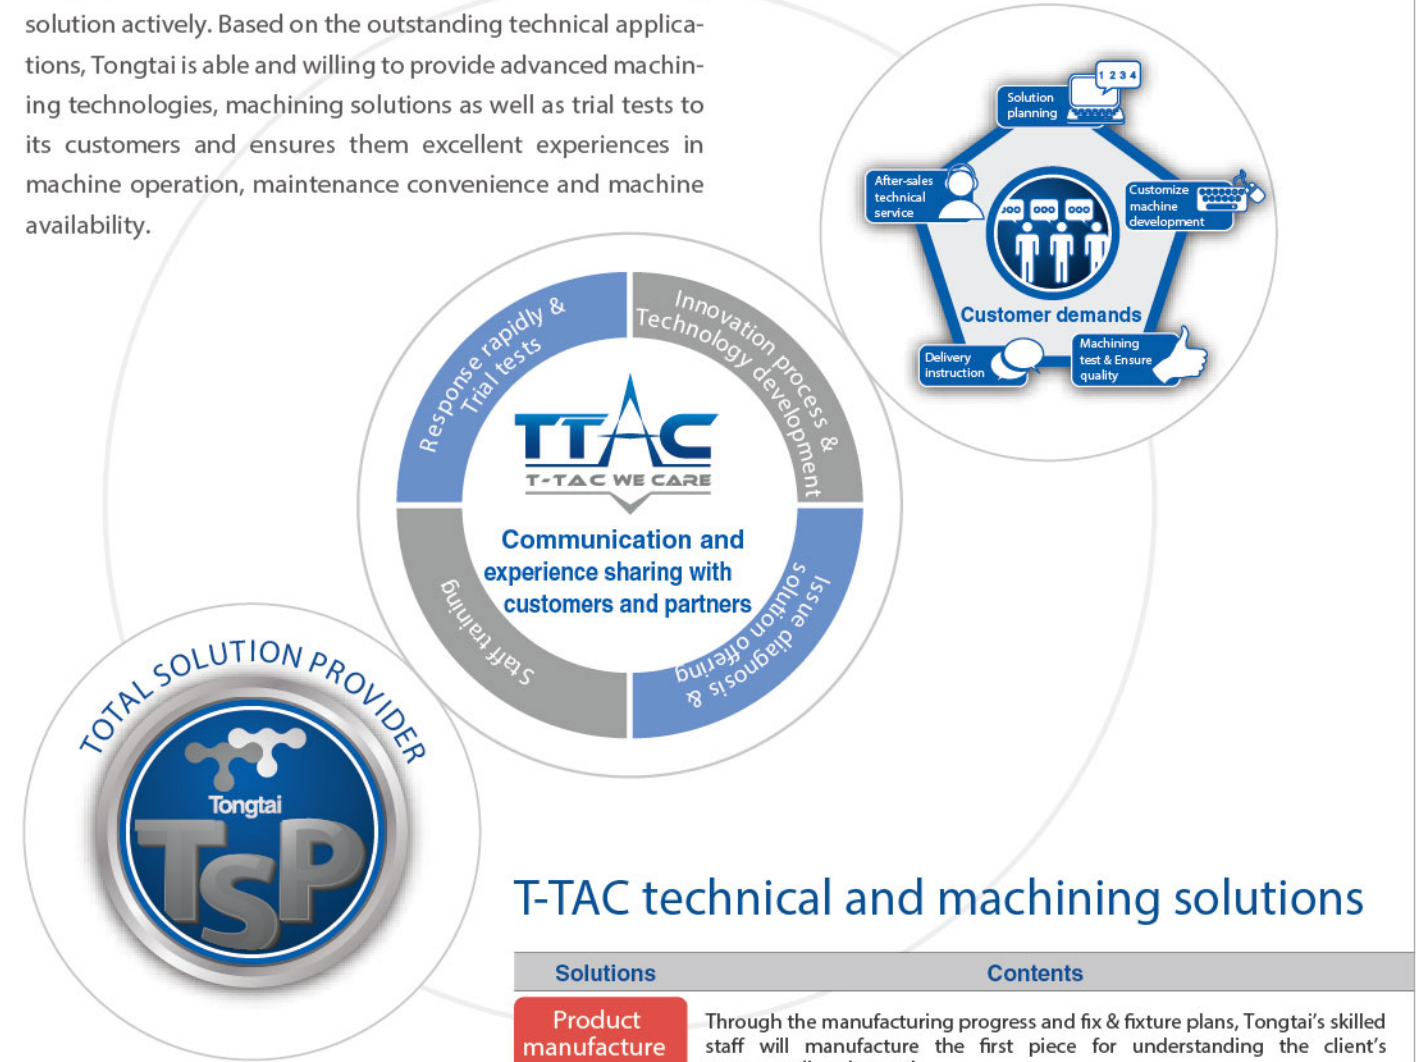 solution actively. Based on the outstanding technical applica-
tions, Tongtai is able and willing to provide advanced machin-
ing technologies, machining solutions as well as trial tests to
its customers and ensures them excellent experiences in
machine operation, maintenance convenience and machine
availability.
1 2 3 4
Solution
planning
After-sales
technical
service
Customize
machine
development
Customer demands
Delivery
instruction
Machining
test & Ensure
quality
Response rapidly &
Trial tests
Innovation process &
Technology development
TTAC
T-TAC WE CARE
Communication and
experience sharing with
customers and partners
Staff training
Issue diagnosis &
solution offering
TOTAL SOLUTION PROVIDER
Tongtai
TSP
T-TAC technical and machining solutions
Solutions
Contents
Product
manufacture
Through the manufacturing progress and fix & fixture plans, Tongtai's skilled
staff will manufacture the first piece for understanding the client's